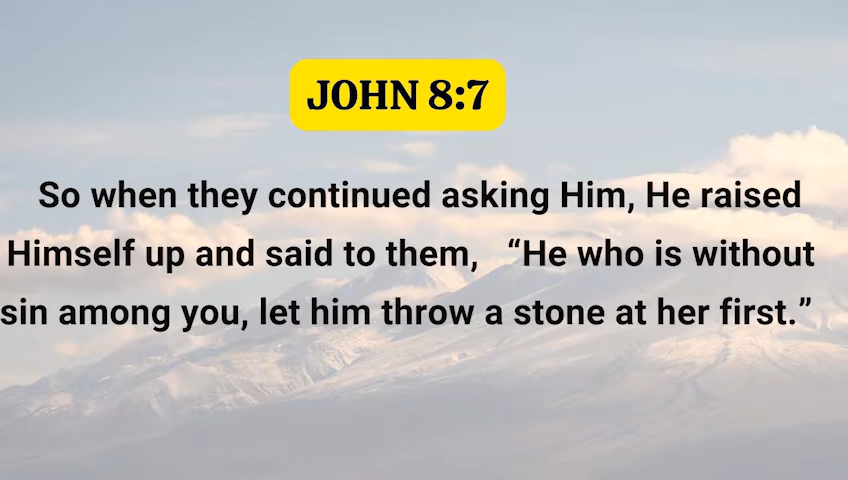 JOHN 8:7
So when they continued asking Him, He raised
Himself up and said to them, “He who is without
sin among you, let him throw a stone at her first.”